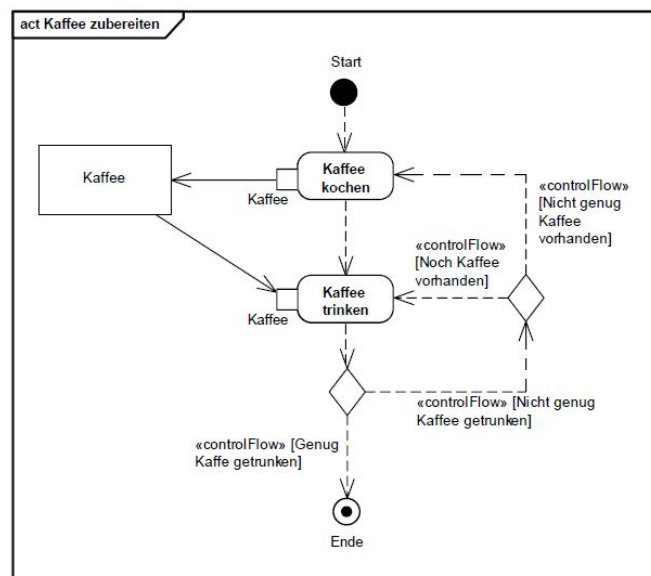 act Kaffee zubereiten
Start
Kaffee
kochen
Kaffee
Kaffee
«controlFlow»
[Nicht genug
Kaffee
vorhanden]
«controlFlow»
[Noch Kaffee
vorhanden]
Kaffee
trinken
Kaffee
«controlFlow» [Nicht genug
Kaffee getrunken]
«controlFlow» [Genug
Kaffe getrunken]
Ende